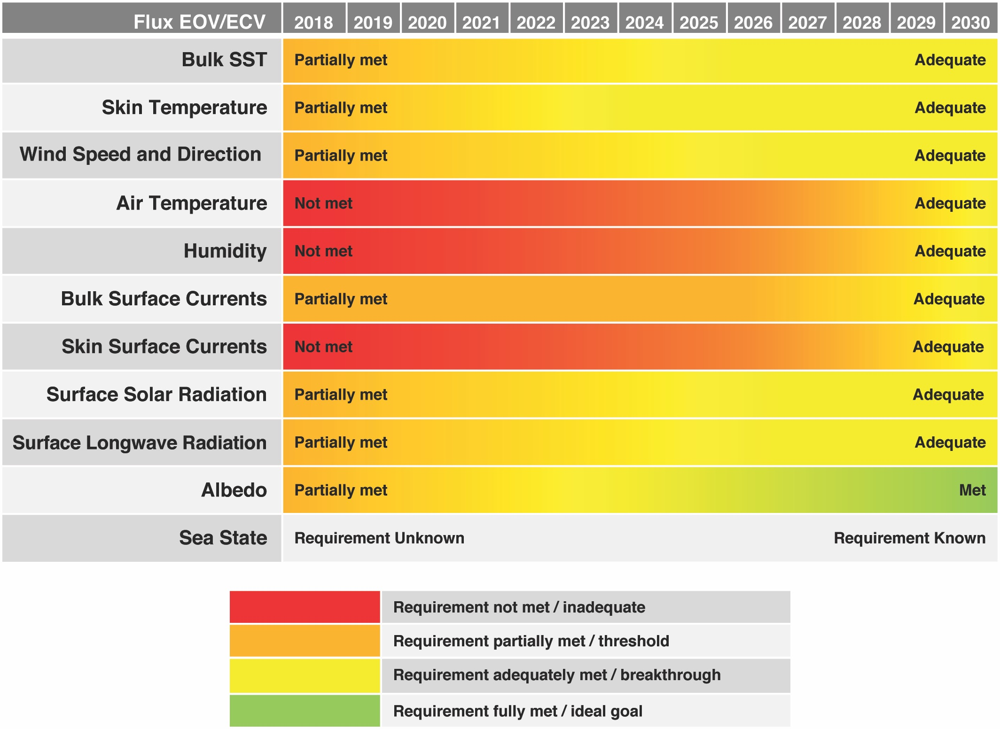 Flux EOV/ECV 2018 2019 2020 2021 2022 2023 2024 2025 2026 2027 2028 2029 2030
Bulk SST Partially met Adequate
Skin Temperature Partially met Adequate
Wind Speed and Direction Partially met Adequate
Air Temperature Not met Adequate
Humidity Not met Adequate
Bulk Surface Currents Partially met Adequate
Skin Surface Currents Not met Adequate
Surface Solar Radiation Partially met Adequate
Surface Longwave Radiation Partially met Adequate
Albedo Partially met Met
Sea State Requirement Unknown Requirement Known
Requirement not met / inadequate
Requirement partially met / threshold
Requirement adequately met / breakthrough
Requirement fully met / ideal goal